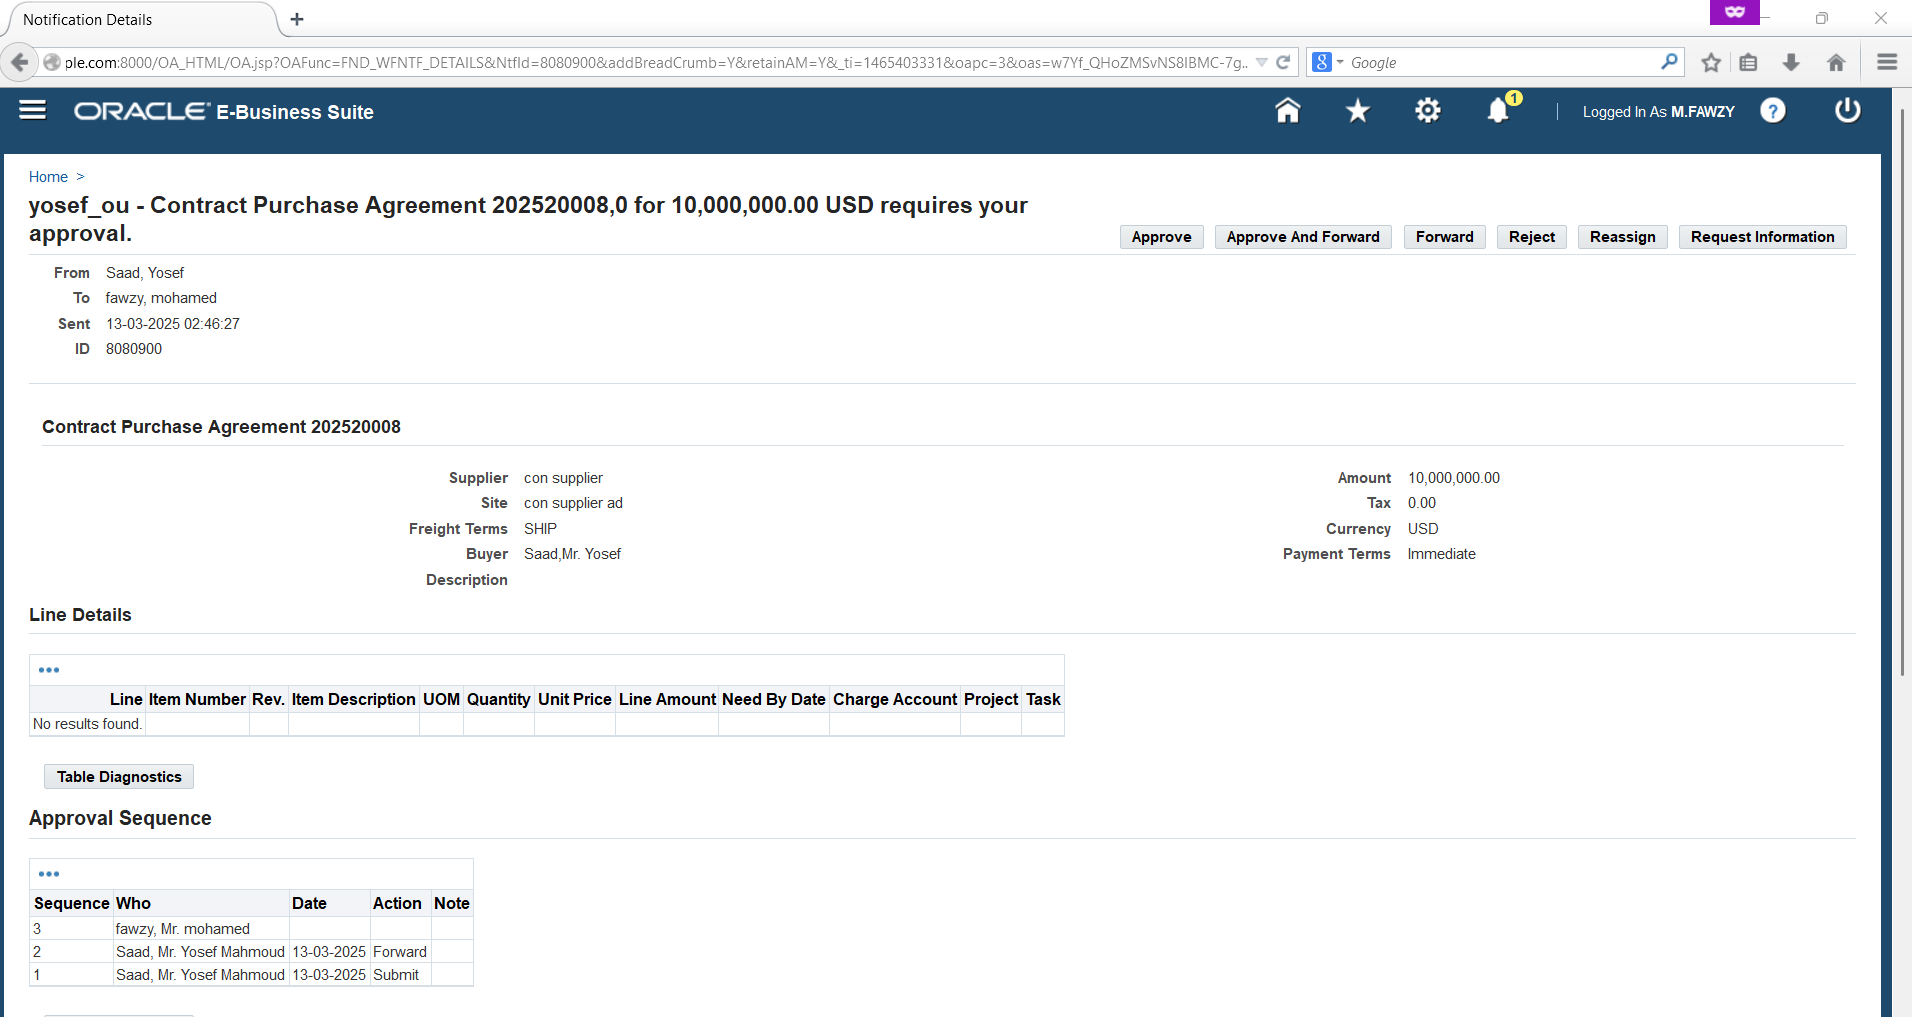 Notification Details
ple.com:8000/OA_HTML/OA.jsp?OAFunc=FND_WFNTF_DETAILS&NtfId=8080900&addBreadCrumb=Y&retainAM=Y&_ti=1465403331&oapc=3&oas=w7Yf_QHoZMSvNS8IBMC-7g..
8 Google
ORACLE E-Business Suite
1
Logged In As M.FAWZY
?
Home >
yosef_ou - Contract Purchase Agreement 202520008,0 for 10,000,000.00 USD requires your
approval.
Approve Approve And Forward Forward Reject Reassign Request Information
From Saad, Yosef
To fawzy, mohamed
Sent 13-03-2025 02:46:27
ID 8080900
Contract Purchase Agreement 202520008
Supplier con supplier
Site con supplier ad
Freight Terms SHIP
Buyer Saad,Mr. Yosef
Description
Amount 10,000,000.00
Tax 0.00
Currency USD
Payment Terms Immediate
Line Details
Line Item Number Rev. Item Description UOM Quantity Unit Price Line Amount Need By Date Charge Account Project Task
No results found.
Table Diagnostics
Approval Sequence
Sequence Who Date Action Note
3 fawzy, Mr. mohamed
2 Saad, Mr. Yosef Mahmoud 13-03-2025 Forward
1 Saad, Mr. Yosef Mahmoud 13-03-2025 Submit